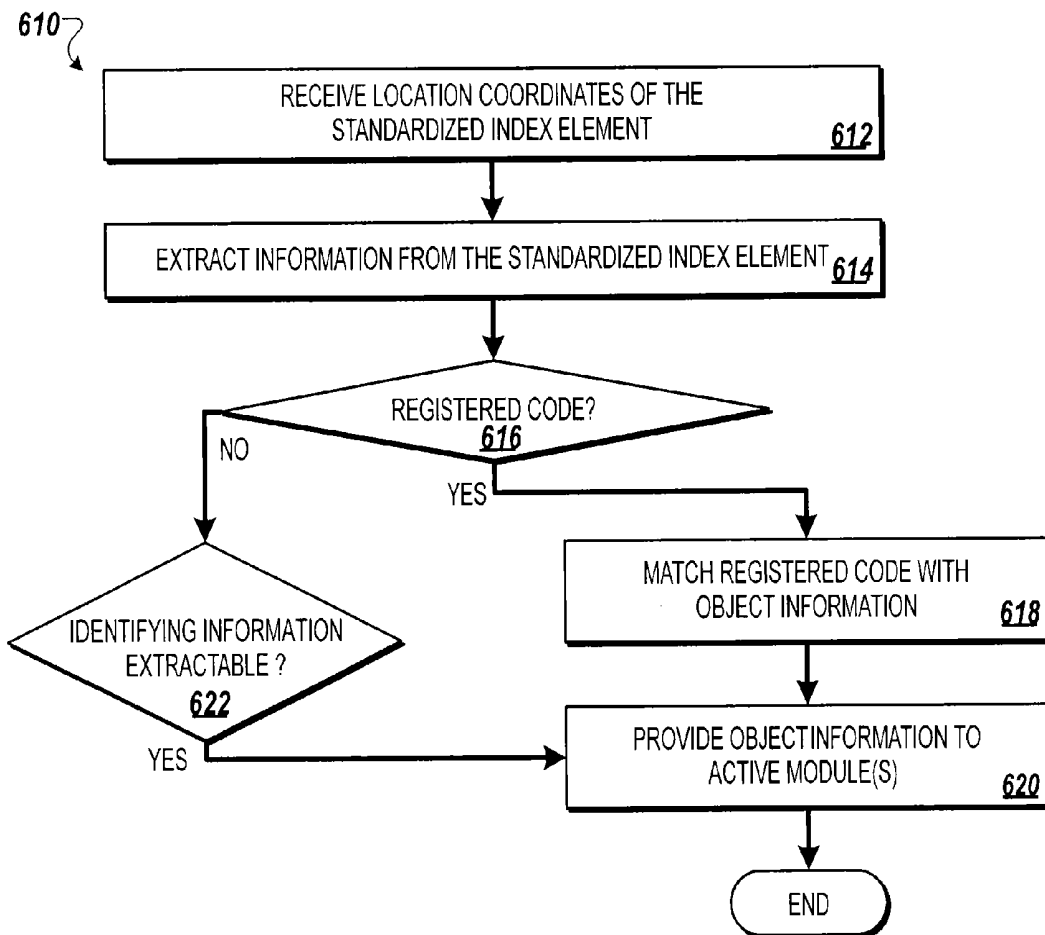 610
RECEIVE LOCATION COORDINATES OF THE
STANDARDIZED INDEX ELEMENT
612
EXTRACT INFORMATION FROM THE STANDARDIZED INDEX ELEMENT
614
REGISTERED CODE?
616
NO
YES
MATCH REGISTERED CODE WITH
OBJECT INFORMATION
618
IDENTIFYING INFORMATION
EXTRACTABLE ?
622
YES
PROVIDE OBJECT INFORMATION TO
ACTIVE MODULE(S)
620
END